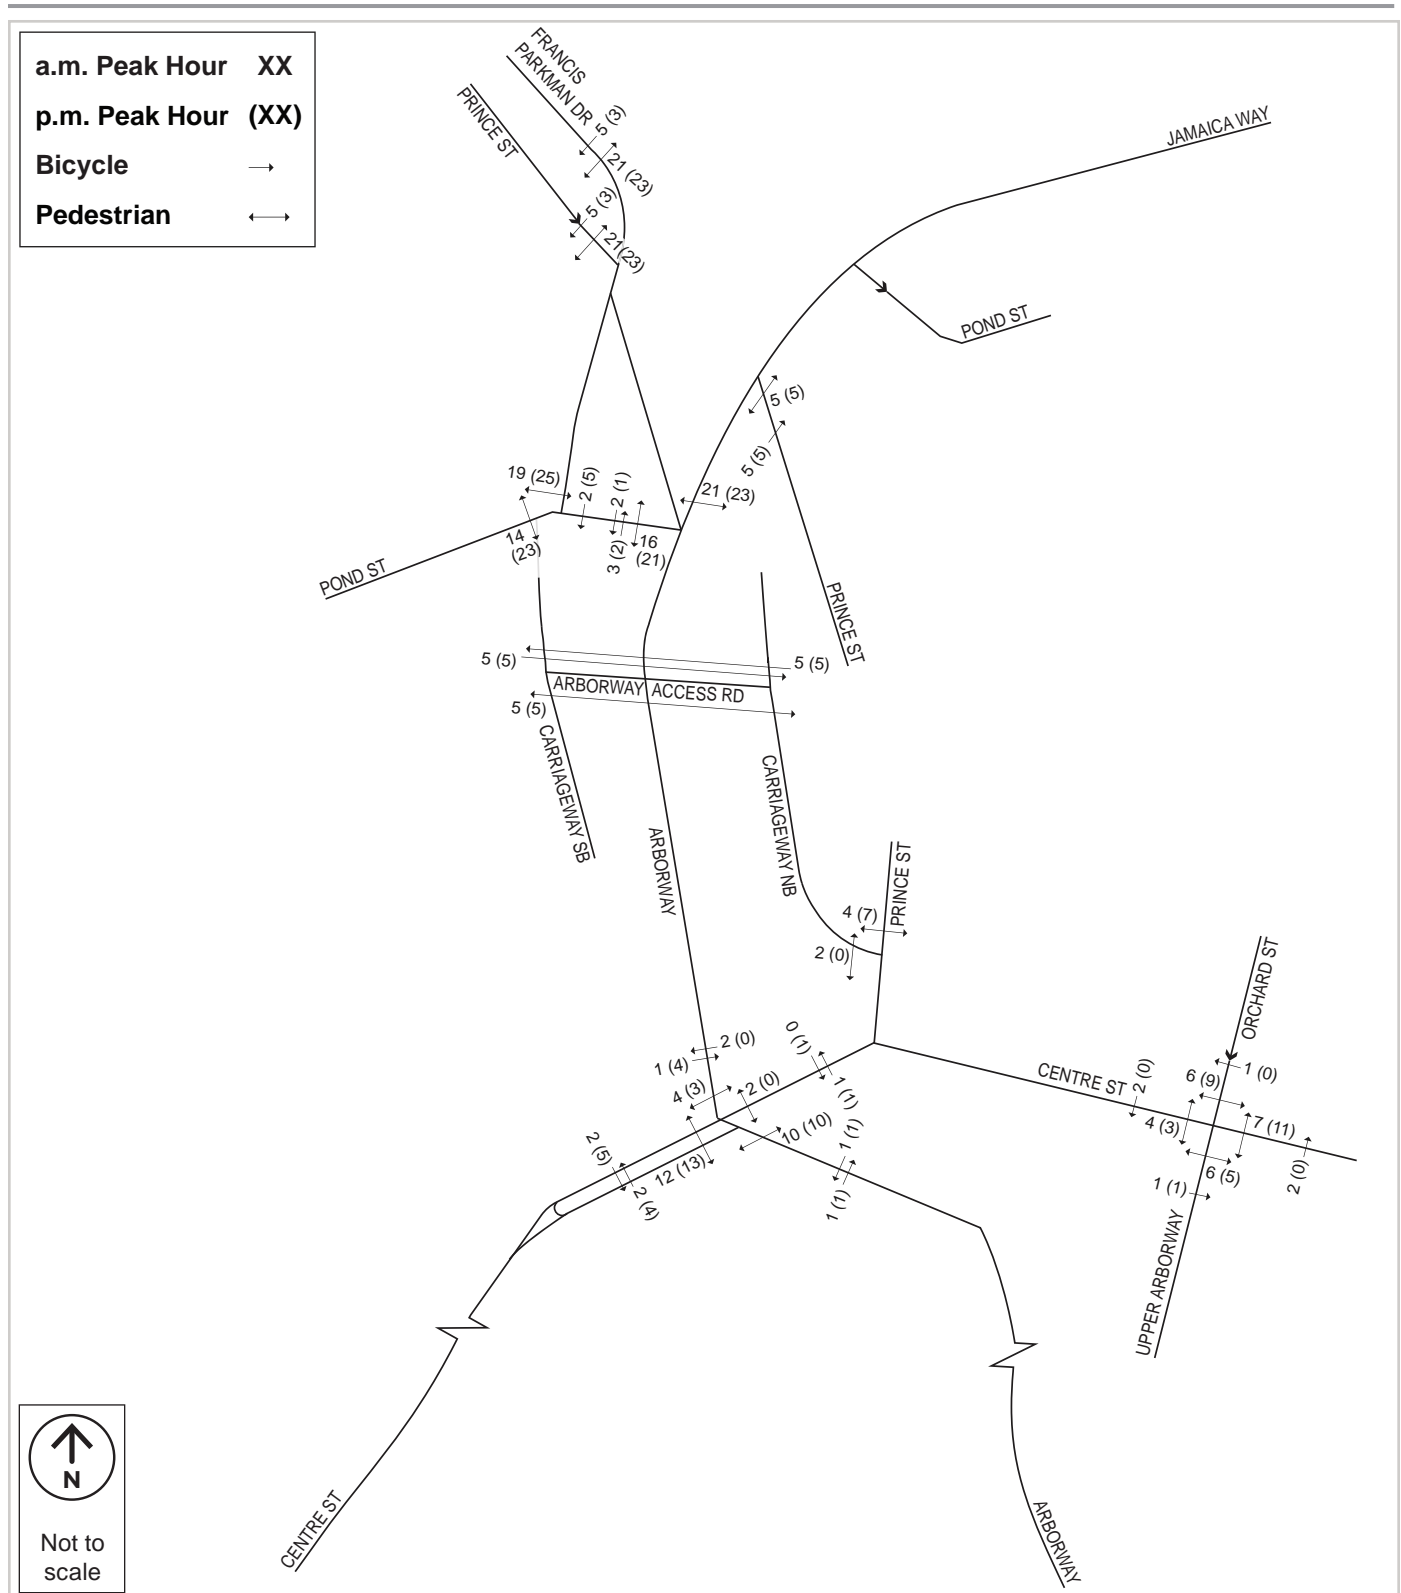 a.m. Peak Hour XX
p.m. Peak Hour (XX)
Bicycle
Pedestrian
FRANCIS
PARKMAN DR
PRINCE ST
5 (3)
21 (23)
5 (3)
21(23)
JAMAICA WAY
POND ST
5 (5)
5 (5)
19 (25)
2 (5)
2 (1)
21 (23)
14
(23)
3 (2)
16
(21)
POND ST
PRINCE ST
5 (5)
5 (5)
ARBORWAY ACCESS RD
5 (5)
CARRIAGEWAY SB
CARRIAGEWAY NB
ARBORWAY
PRINCE ST
4 (7)
2 (0)
ORCHARD ST
2 (0)
1 (4)
0 (1)
4 (3)
2 (0)
1 (1)
CENTRE ST
2 (0)
6 (9)
1 (0)
4 (3)
7 (11)
10 (10)
1 (1)
2 (5)
12 (13)
2 (4)
1 (1)
6 (5)
1 (1)
2 (0)
UPPER ARBORWAY
N
Not to
scale
CENTRE ST
ARBORWAY